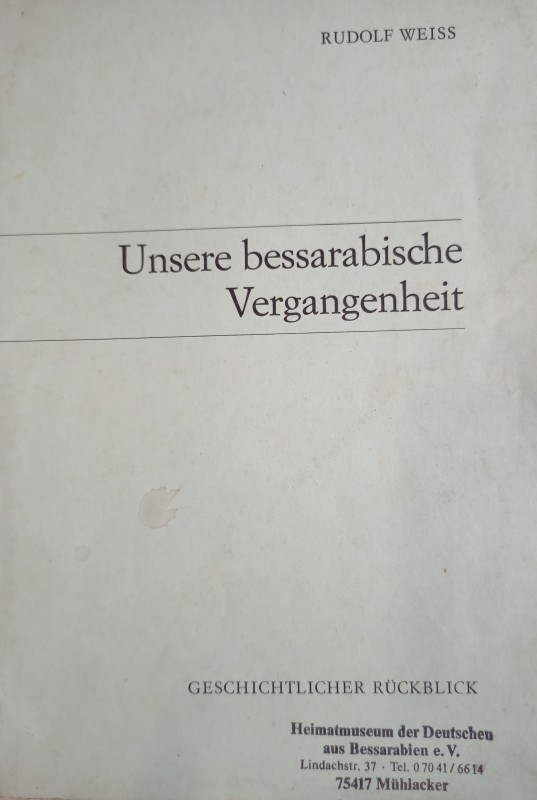 RUDOLF WEISS
Unsere bessarabische
Vergangenheit
GESCHICHTLICHER RÜCKBLICK
Heimatmuseum der Deutschen
aus Bessarabien e. V.
Lindachstr. 37 · Tel. 0 70 41 / 66 14
75417 Mühlacker